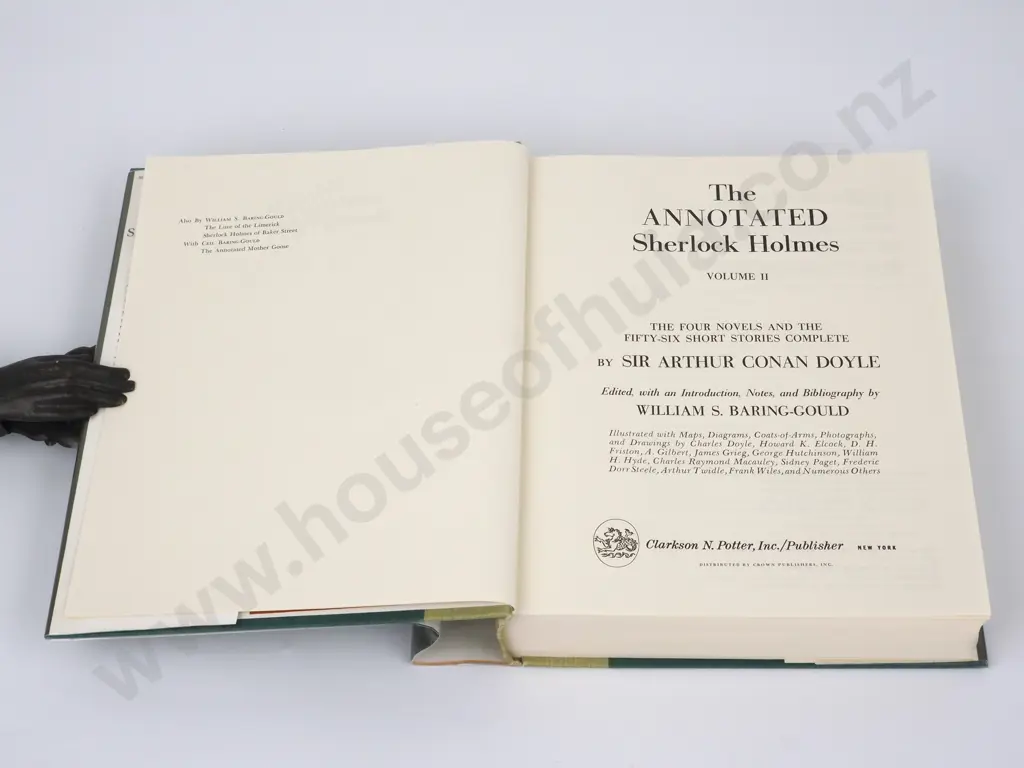 Also By WILLIAM S. BARING-GOULD
The Lure of the Limerick
Sherlock Holmes of Baker Street
With CEIL BARING-GOULD
The Annotated Mother Goose
S
The
ANNOTATED
Sherlock Holmes
VOLUME II
THE FOUR NOVELS AND THE
FIFTY-SIX SHORT STORIES COMPLETE
BY SIR ARTHUR CONAN DOYLE
Edited, with an Introduction, Notes, and Bibliography by
WILLIAM S. BARING-GOULD
Illustrated with Maps, Diagrams, Coats-of-Arms, Photographs,
and Drawings by Charles Doyle, Howard K. Elcock, D. H.
Friston, A. Gilbert, James Greig, George Hutchinson, William
H. Hyde, Charles Raymond Macauley, Sidney Paget, Frederic
Dorr Steele, Arthur Twidle, Frank Wiles, and Numerous Others
Clarkson N. Potter, Inc./Publisher NEW YORK
DISTRIBUTED BY CROWN PUBLISHERS, INC.
www.houseofhula.co.nz